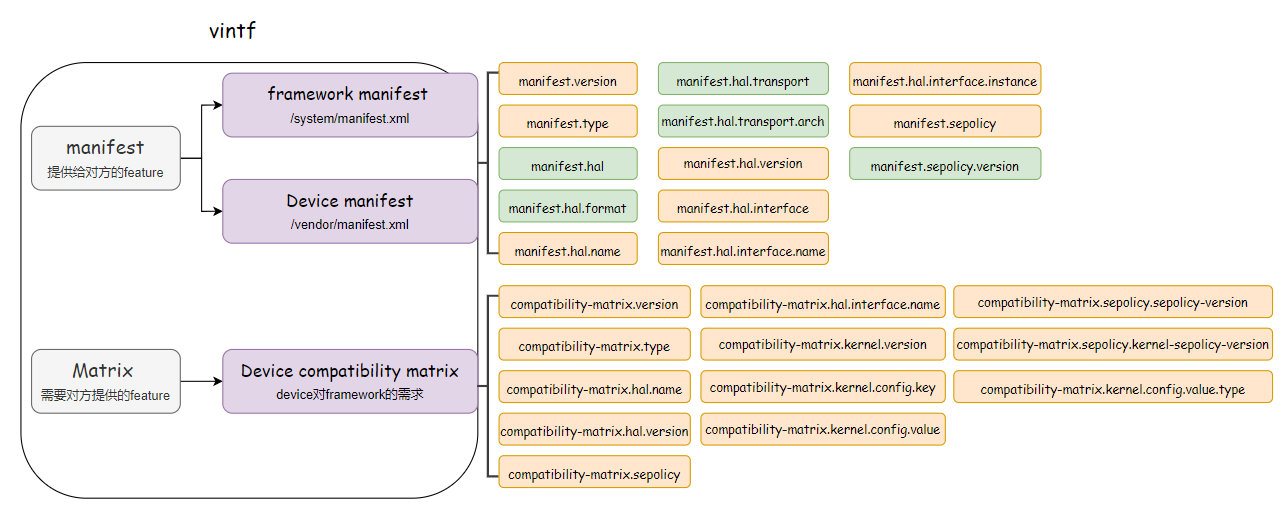 vintf
manifest
提供给对方的feature
framework manifest
/system/manifest.xml
Device manifest
/vendor/manifest.xml
manifest.version
manifest.type
manifest.hal
manifest.hal.format
manifest.hal.name
manifest.hal.transport
manifest.hal.transport.arch
manifest.hal.version
manifest.hal.interface
manifest.hal.interface.name
manifest.hal.interface.instance
manifest.sepolicy
manifest.sepolicy.version
Matrix
需要对方提供的feature
Device compatibility matrix
device对framework的需求
compatibility-matrix.version
compatibility-matrix.type
compatibility-matrix.hal.name
compatibility-matrix.hal.version
compatibility-matrix.sepolicy
compatibility-matrix.hal.interface.name
compatibility-matrix.kernel.version
compatibility-matrix.kernel.config.key
compatibility-matrix.kernel.config.value
compatibility-matrix.sepolicy.sepolicy-version
compatibility-matrix.sepolicy.kernel-sepolicy-version
compatibility-matrix.kernel.config.value.type